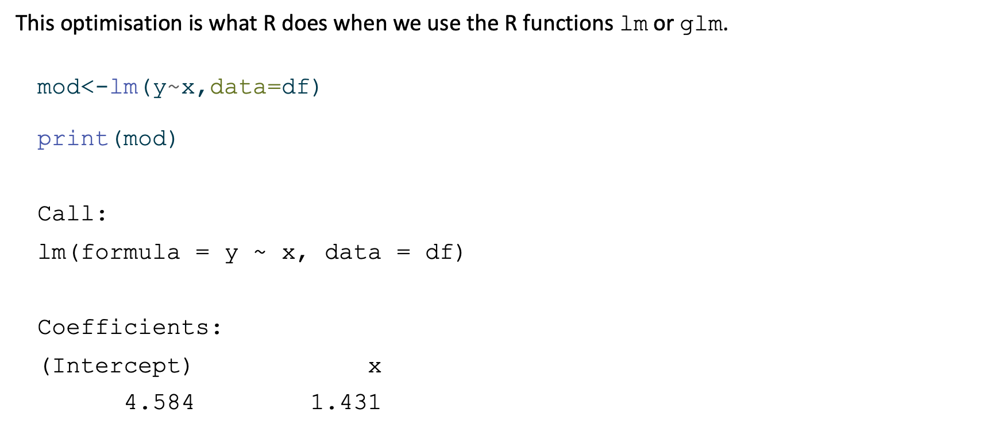 This optimisation is what R does when we use the R functions lm or glm.
mod<-lm(y~x,data=df)
print(mod)
Call:
lm(formula = y ~ x, data = df)
Coefficients:
(Intercept) x
4.584 1.431